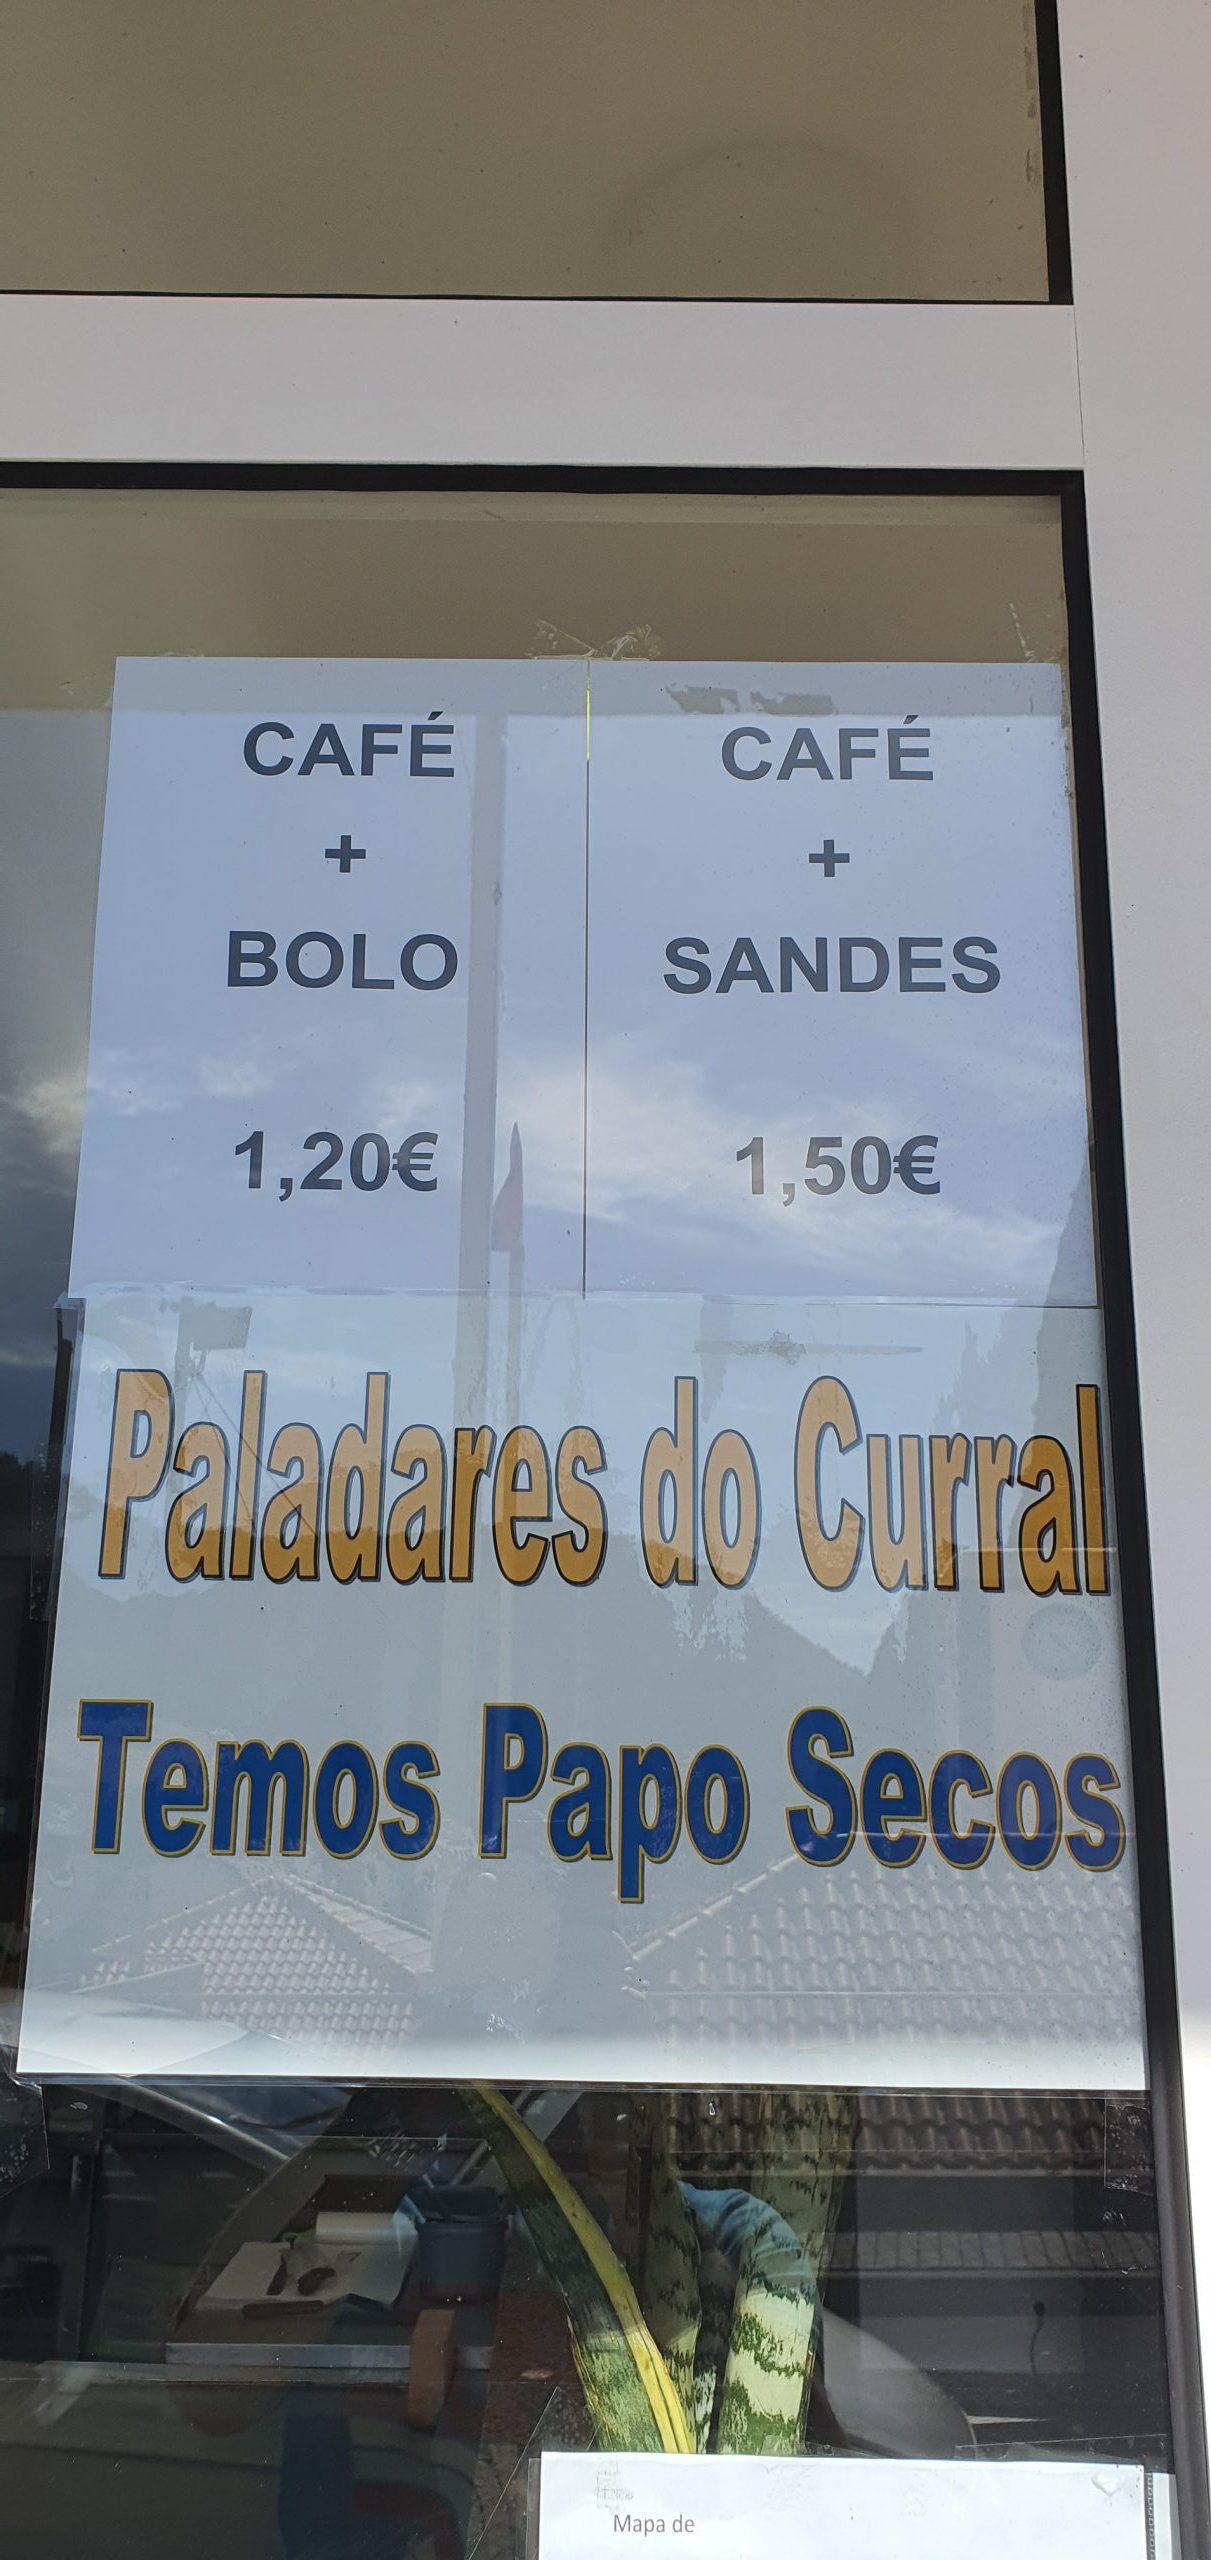 CAFÉ
+
BOLO
1,20€
CAFÉ
+
SANDES
1,50€
Paladares do Curral
Temos Papo Secos
Mapa de